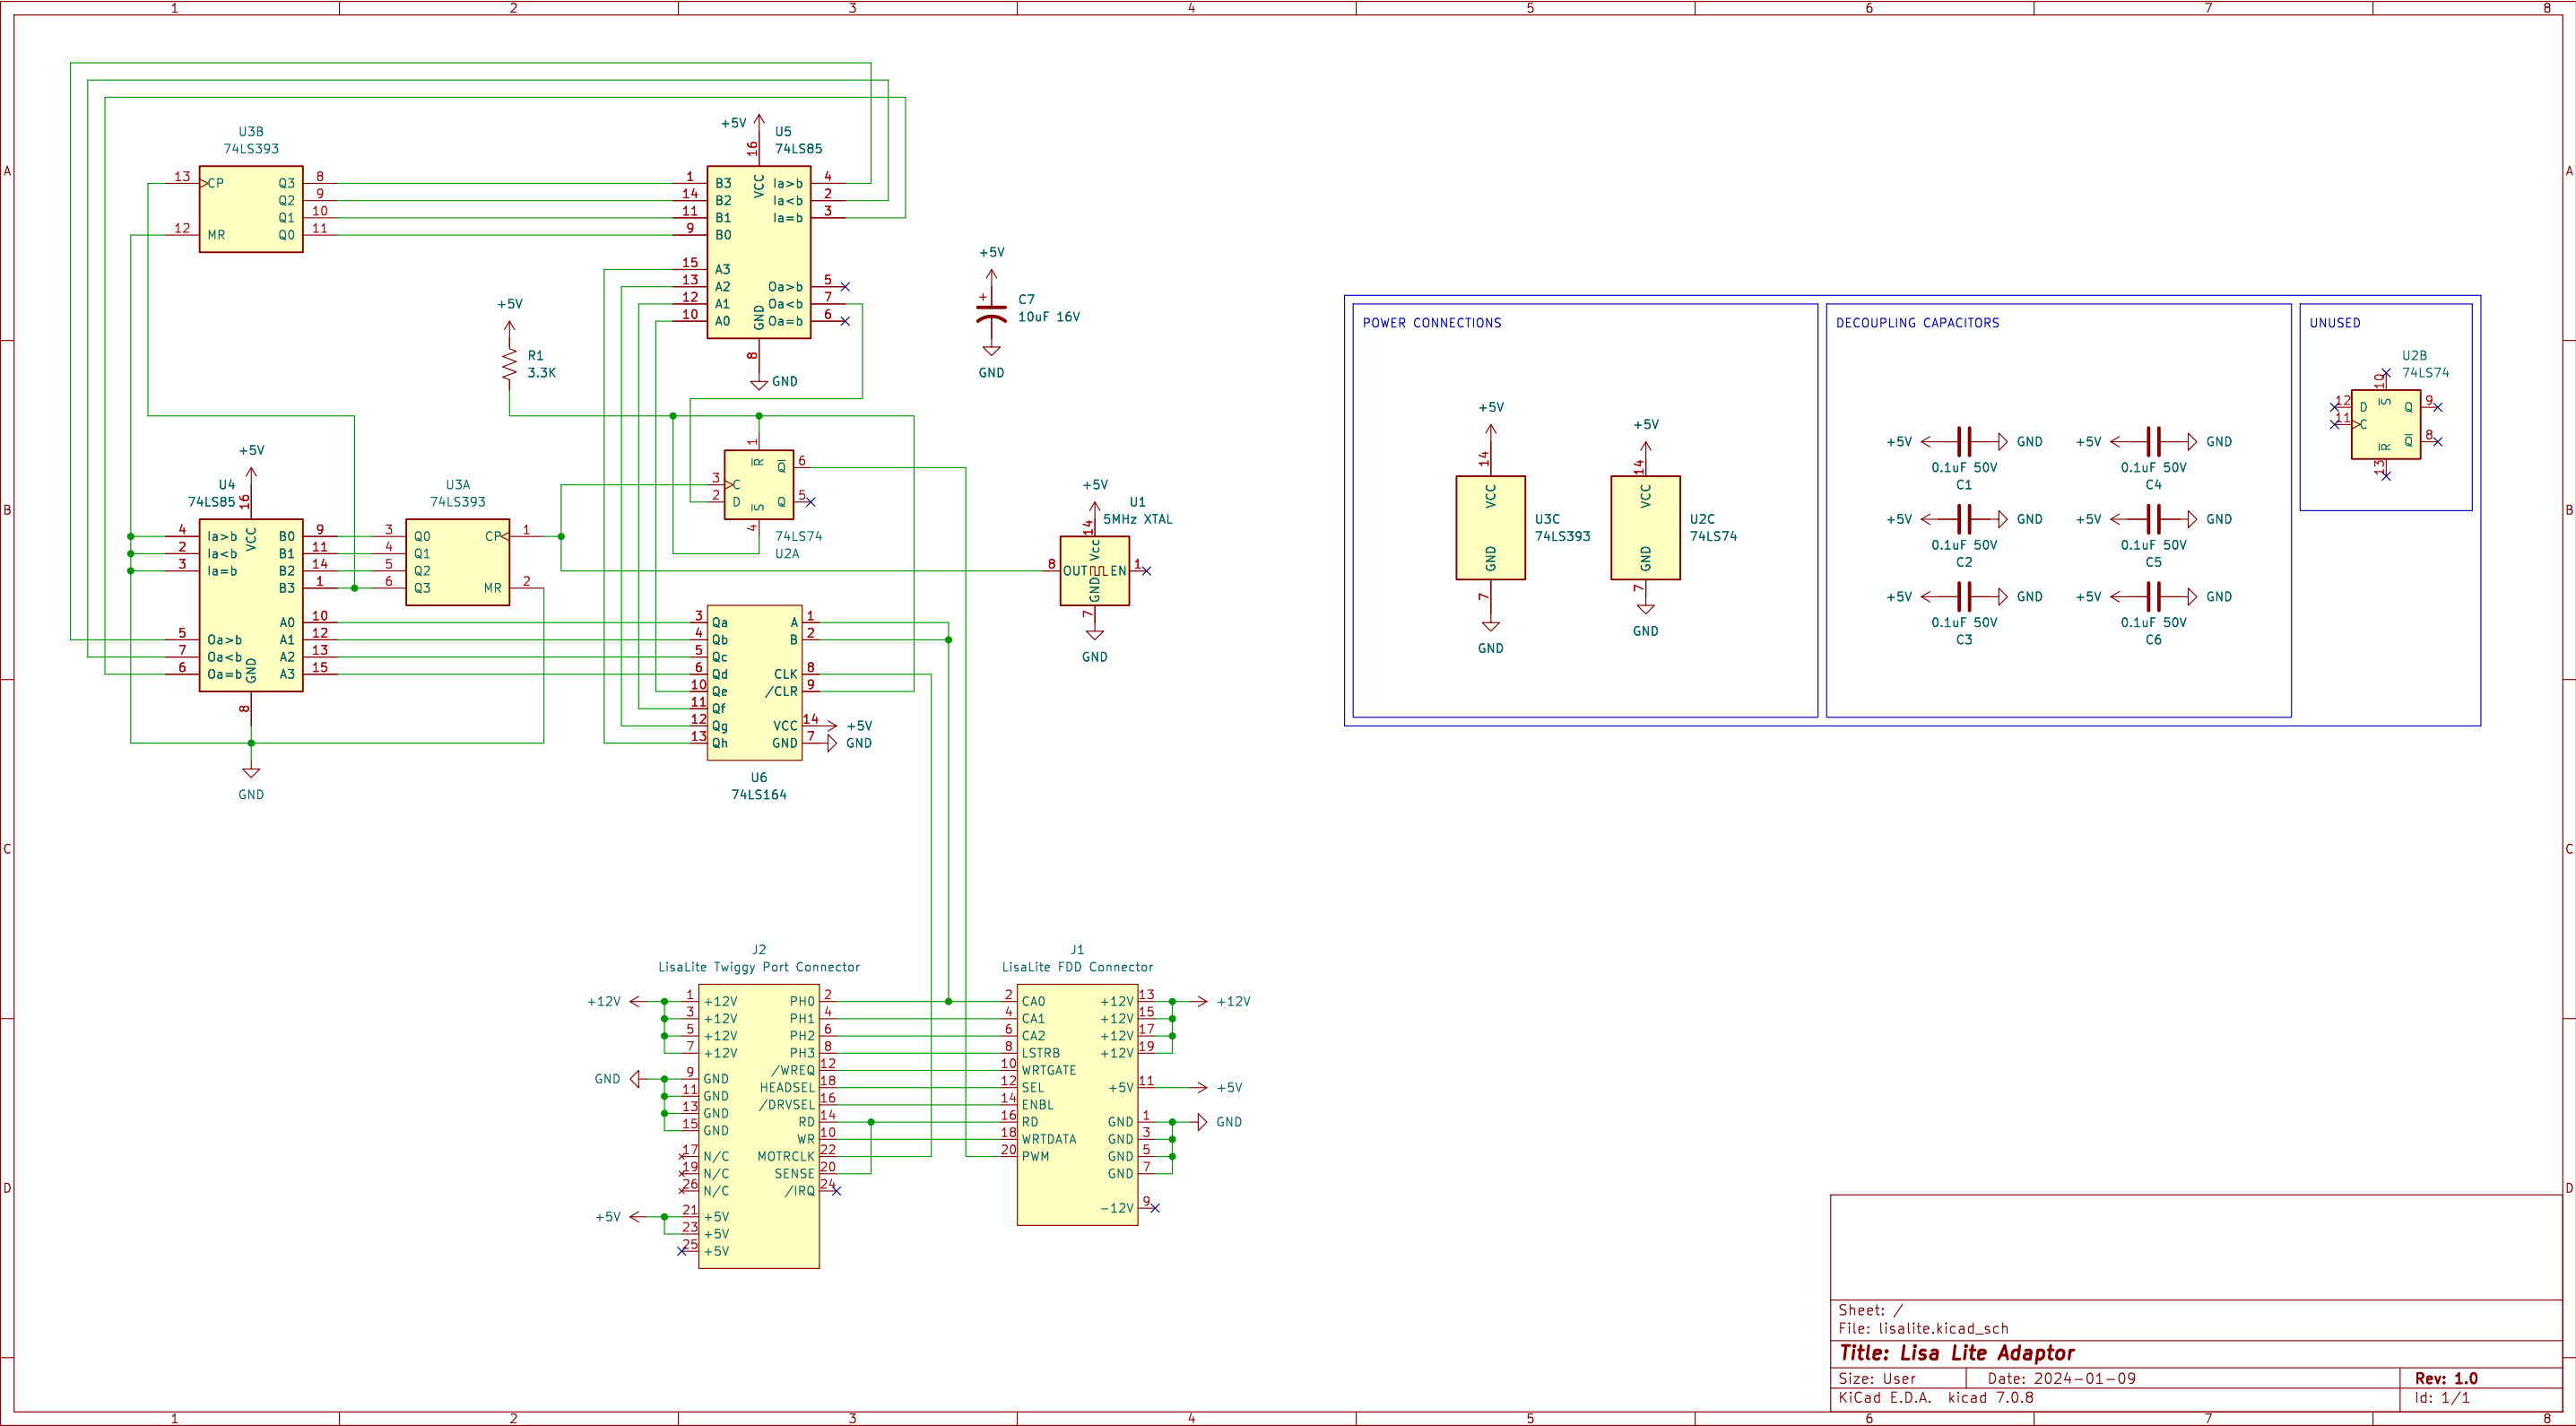 1 2 3 4 5 6 7 8
A
B
C
D
A
B
C
D
U3B
74LS393
13 CP Q3 8
Q2 9
Q1 10
12 MR Q0 11
+5V
U5
74LS85
16
VCC
1 B3 Ia>b 4
14 B2 Ia<b 2
11 B1 Ia=b 3
9 B0
15 A3
13 A2 Oa>b 5
12 A1 Oa<b 7
10 A0 Oa=b 6
GND
8
GND
+5V
+
C7
10uF 16V
GND
+5V
R1
3.3K
+5V
U4
74LS85
16
VCC
4 Ia>b B0 9
2 Ia<b B1 11
3 Ia=b B2 14
B3 1
A0 10
5 Oa>b A1 12
7 Oa<b A2 13
6 Oa=b A3 15
GND
8
GND
U3A
74LS393
3 Q0 CP 1
4 Q1
5 Q2
6 Q3 MR 2
1
R Q 6
3 C
2 D Q 5
S
4
74LS74
U2A
+5V
U1
5MHz XTAL
14
Vcc
8 OUT EN 1
GND
7
GND
3 Qa A 1
4 Qb B 2
5 Qc
6 Qd CLK 8
10 Qe /CLR 9
11 Qf
12 Qg VCC 14 +5V
13 Qh GND 7 GND
U6
74LS164
POWER CONNECTIONS
+5V
14
VCC
GND
7
GND
U3C
74LS393
+5V
14
VCC
GND
7
GND
U2C
74LS74
DECOUPLING CAPACITORS
+5V GND
0.1uF 50V
C1
+5V GND
0.1uF 50V
C4
+5V GND
0.1uF 50V
C2
+5V GND
0.1uF 50V
C5
+5V GND
0.1uF 50V
C3
+5V GND
0.1uF 50V
C6
UNUSED
U2B
74LS74
10
S
12 D Q 9
11 C
R Q 8
13
J2
LisaLite Twiggy Port Connector
+12V 1 +12V PH0 2
3 +12V PH1 4
5 +12V PH2 6
7 +12V PH3 8
/WREQ 12
GND 9 GND HEADSEL 18
11 GND /DRVSEL 16
13 GND RD 14
15 GND WR 10
17 N/C MOTRCLK 22
19 N/C SENSE 20
26 N/C /IRQ 24
+5V 21 +5V
23 +5V
25 +5V
J1
LisaLite FDD Connector
2 CA0 +12V 13 +12V
4 CA1 +12V 15
6 CA2 +12V 17
8 LSTRB +12V 19
10 WRTGATE
12 SEL +5V 11 +5V
14 ENBL
16 RD GND 1 GND
18 WRTDATA GND 3
20 PWM GND 5
GND 7
-12V 9
Sheet: /
File: lisalite.kicad_sch
Title: Lisa Lite Adaptor
Size: User Date: 2024-01-09 Rev: 1.0
KiCad E.D.A. kicad 7.0.8 Id: 1/1
1 2 3 4 5 6 7 8